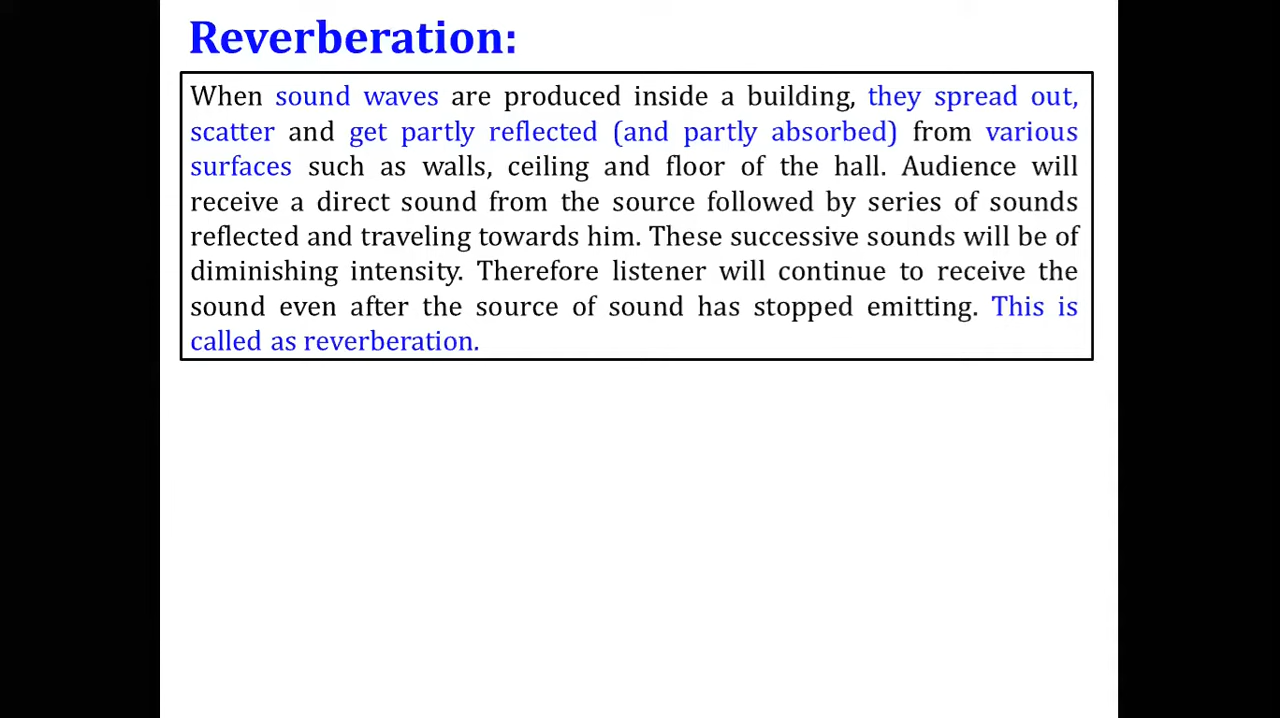 Reverberation:
When sound waves are produced inside a building, they spread out,
scatter and get partly reflected (and partly absorbed) from various
surfaces such as walls, ceiling and floor of the hall. Audience will
receive a direct sound from the source followed by series of sounds
reflected and traveling towards him. These successive sounds will be of
diminishing intensity. Therefore listener will continue to receive the
sound even after the source of sound has stopped emitting. This is
called as reverberation.